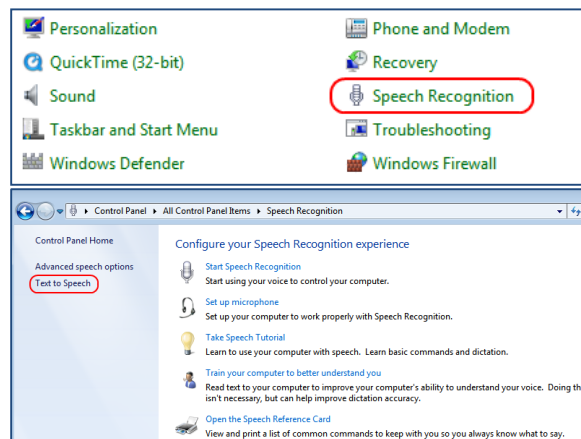 Personalization
Phone and Modem
QuickTime (32-bit)
Recovery
Sound
Speech Recognition
Taskbar and Start Menu
Troubleshooting
Windows Defender
Windows Firewall
Control Panel All Control Panel Items Speech Recognition
Control Panel Home
Advanced speech options
Text to Speech
Configure your Speech Recognition experience
Start Speech Recognition
Start using your voice to control your computer.
Set up microphone
Set up your computer to work properly with Speech Recognition.
Take Speech Tutorial
Learn to use your computer with speech. Learn basic commands and dictation.
Train your computer to better understand you
Read text to your computer to improve your computer's ability to understand your voice. Doing th
isn't necessary, but can help improve dictation accuracy.
Open the Speech Reference Card
View and print a list of common commands to keep with you so you always know what to say.